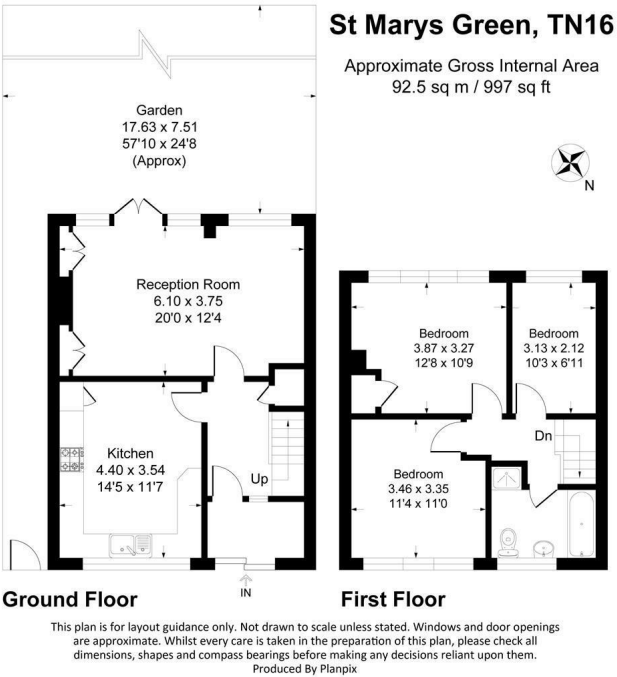 St Marys Green, TN16
Approximate Gross Internal Area
92.5 sq m / 997 sq ft
Garden
17.63 x 7.51
57'10 x 24'8
(Approx)
N
Reception Room
6.10 x 3.75
20'0 x 12'4
Bedroom
3.87 x 3.27
12'8 x 10'9
Bedroom
3.13 x 2.12
10'3 x 6'11
Kitchen
4.40 x 3.54
14'5 x 11'7
Up
Dn
Bedroom
3.46 x 3.35
11'4 x 11'0
IN
Ground Floor
First Floor
This plan is for layout guidance only. Not drawn to scale unless stated. Windows and door openings
are approximate. Whilst every care is taken in the preparation of this plan, please check all
dimensions, shapes and compass bearings before making any decisions reliant upon them.
Produced By Planpix